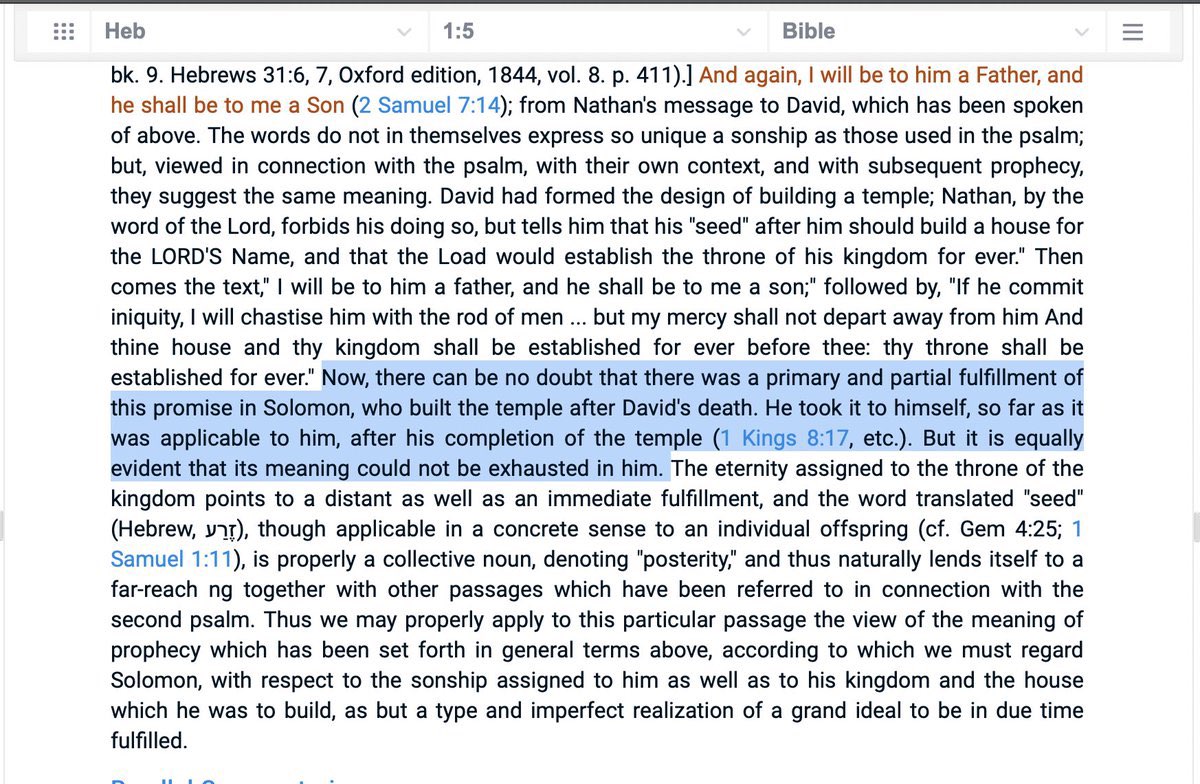 Heb 1:5 Bible
bk. 9. Hebrews 31:6, 7, Oxford edition, 1844, vol. 8. p. 411).] And again, I will be to him a Father, and
he shall be to me a Son (2 Samuel 7:14); from Nathan's message to David, which has been spoken
of above. The words do not in themselves express so unique a sonship as those used in the psalm;
but, viewed in connection with the psalm, with their own context, and with subsequent prophecy,
they suggest the same meaning. David had formed the design of building a temple; Nathan, by the
word of the Lord, forbids his doing so, but tells him that his "seed" after him should build a house for
the LORD'S Name, and that the Load would establish the throne of his kingdom for ever." Then
comes the text," I will be to him a father, and he shall be to me a son;" followed by, "If he commit
iniquity, I will chastise him with the rod of men ... but my mercy shall not depart away from him And
thine house and thy kingdom shall be established for ever before thee: thy throne shall be
established for ever." Now, there can be no doubt that there was a primary and partial fulfillment of
this promise in Solomon, who built the temple after David's death. He took it to himself, so far as it
was applicable to him, after his completion of the temple (1 Kings 8:17, etc.). But it is equally
evident that its meaning could not be exhausted in him. The eternity assigned to the throne of the
kingdom points to a distant as well as an immediate fulfillment, and the word translated "seed"
(Hebrew, זֶרַע), though applicable in a concrete sense to an individual offspring (cf. Gem 4:25; 1
Samuel 1:11), is properly a collective noun, denoting "posterity," and thus naturally lends itself to a
far-reach ng together with other passages which have been referred to in connection with the
second psalm. Thus we may properly apply to this particular passage the view of the meaning of
prophecy which has been set forth in general terms above, according to which we must regard
Solomon, with respect to the sonship assigned to him as well as to his kingdom and the house
which he was to build, as but a type and imperfect realization of a grand ideal to be in due time
fulfilled.